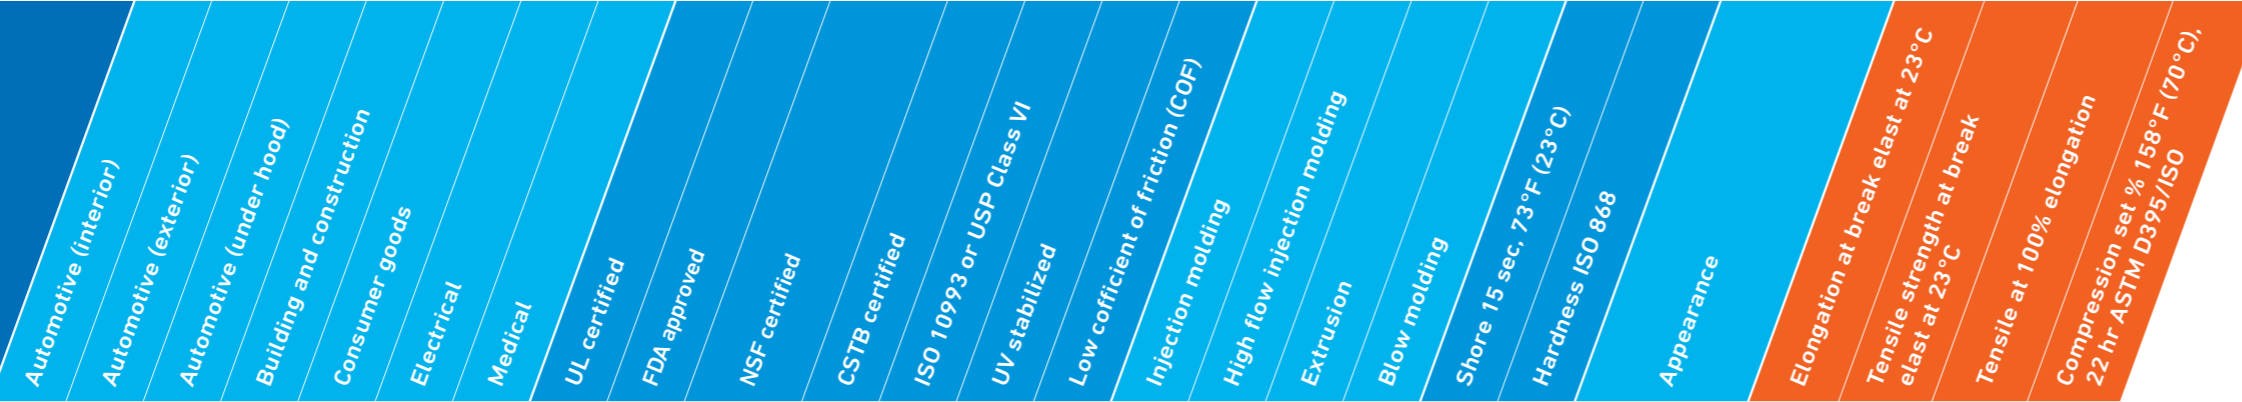 Automotive (interior)
Automotive (exterior)
Automotive (under hood)
Building and construction
Consumer goods
Electrical
Medical
UL certified
FDA approved
NSF certified
CSTB certified
ISO 10993 or USP Class VI
UV stabilized
Low cofficient of friction (COF)
Injection molding
High flow injection molding
Extrusion
Blow molding
Shore 15 sec, 73°F (23°C)
Hardness ISO 868
Appearance
Elongation at break elast at 23°C
Tensile strength at break
elast at 23°C
Tensile at 100% elongation
Compression set % 158°F (70°C),
22 hr ASTM D395/ISO